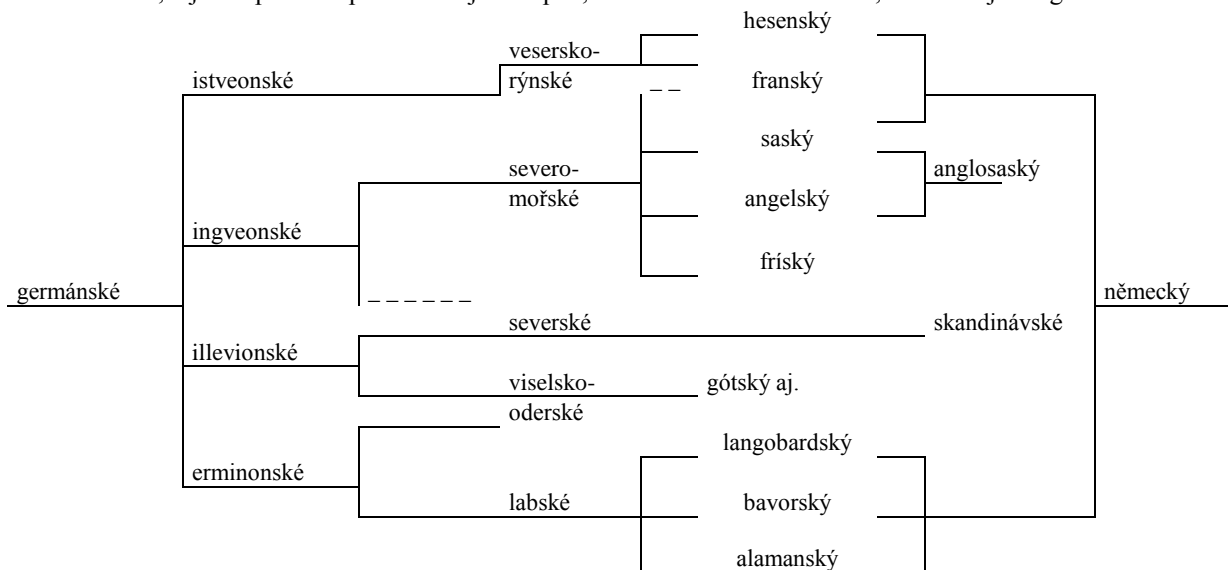 hesenský
vesersko-
istveonské
rýnské
_ _
franský
saský
severo-
anglosaský
mořské
angelský
ingveonské
fríský
germánské
_ _ _ _ _ _
německý
severské
skandinávské
illevionské
viselsko-
gótský aj.
oderské
langobardský
erminonské
labské
bavorský
alamanský